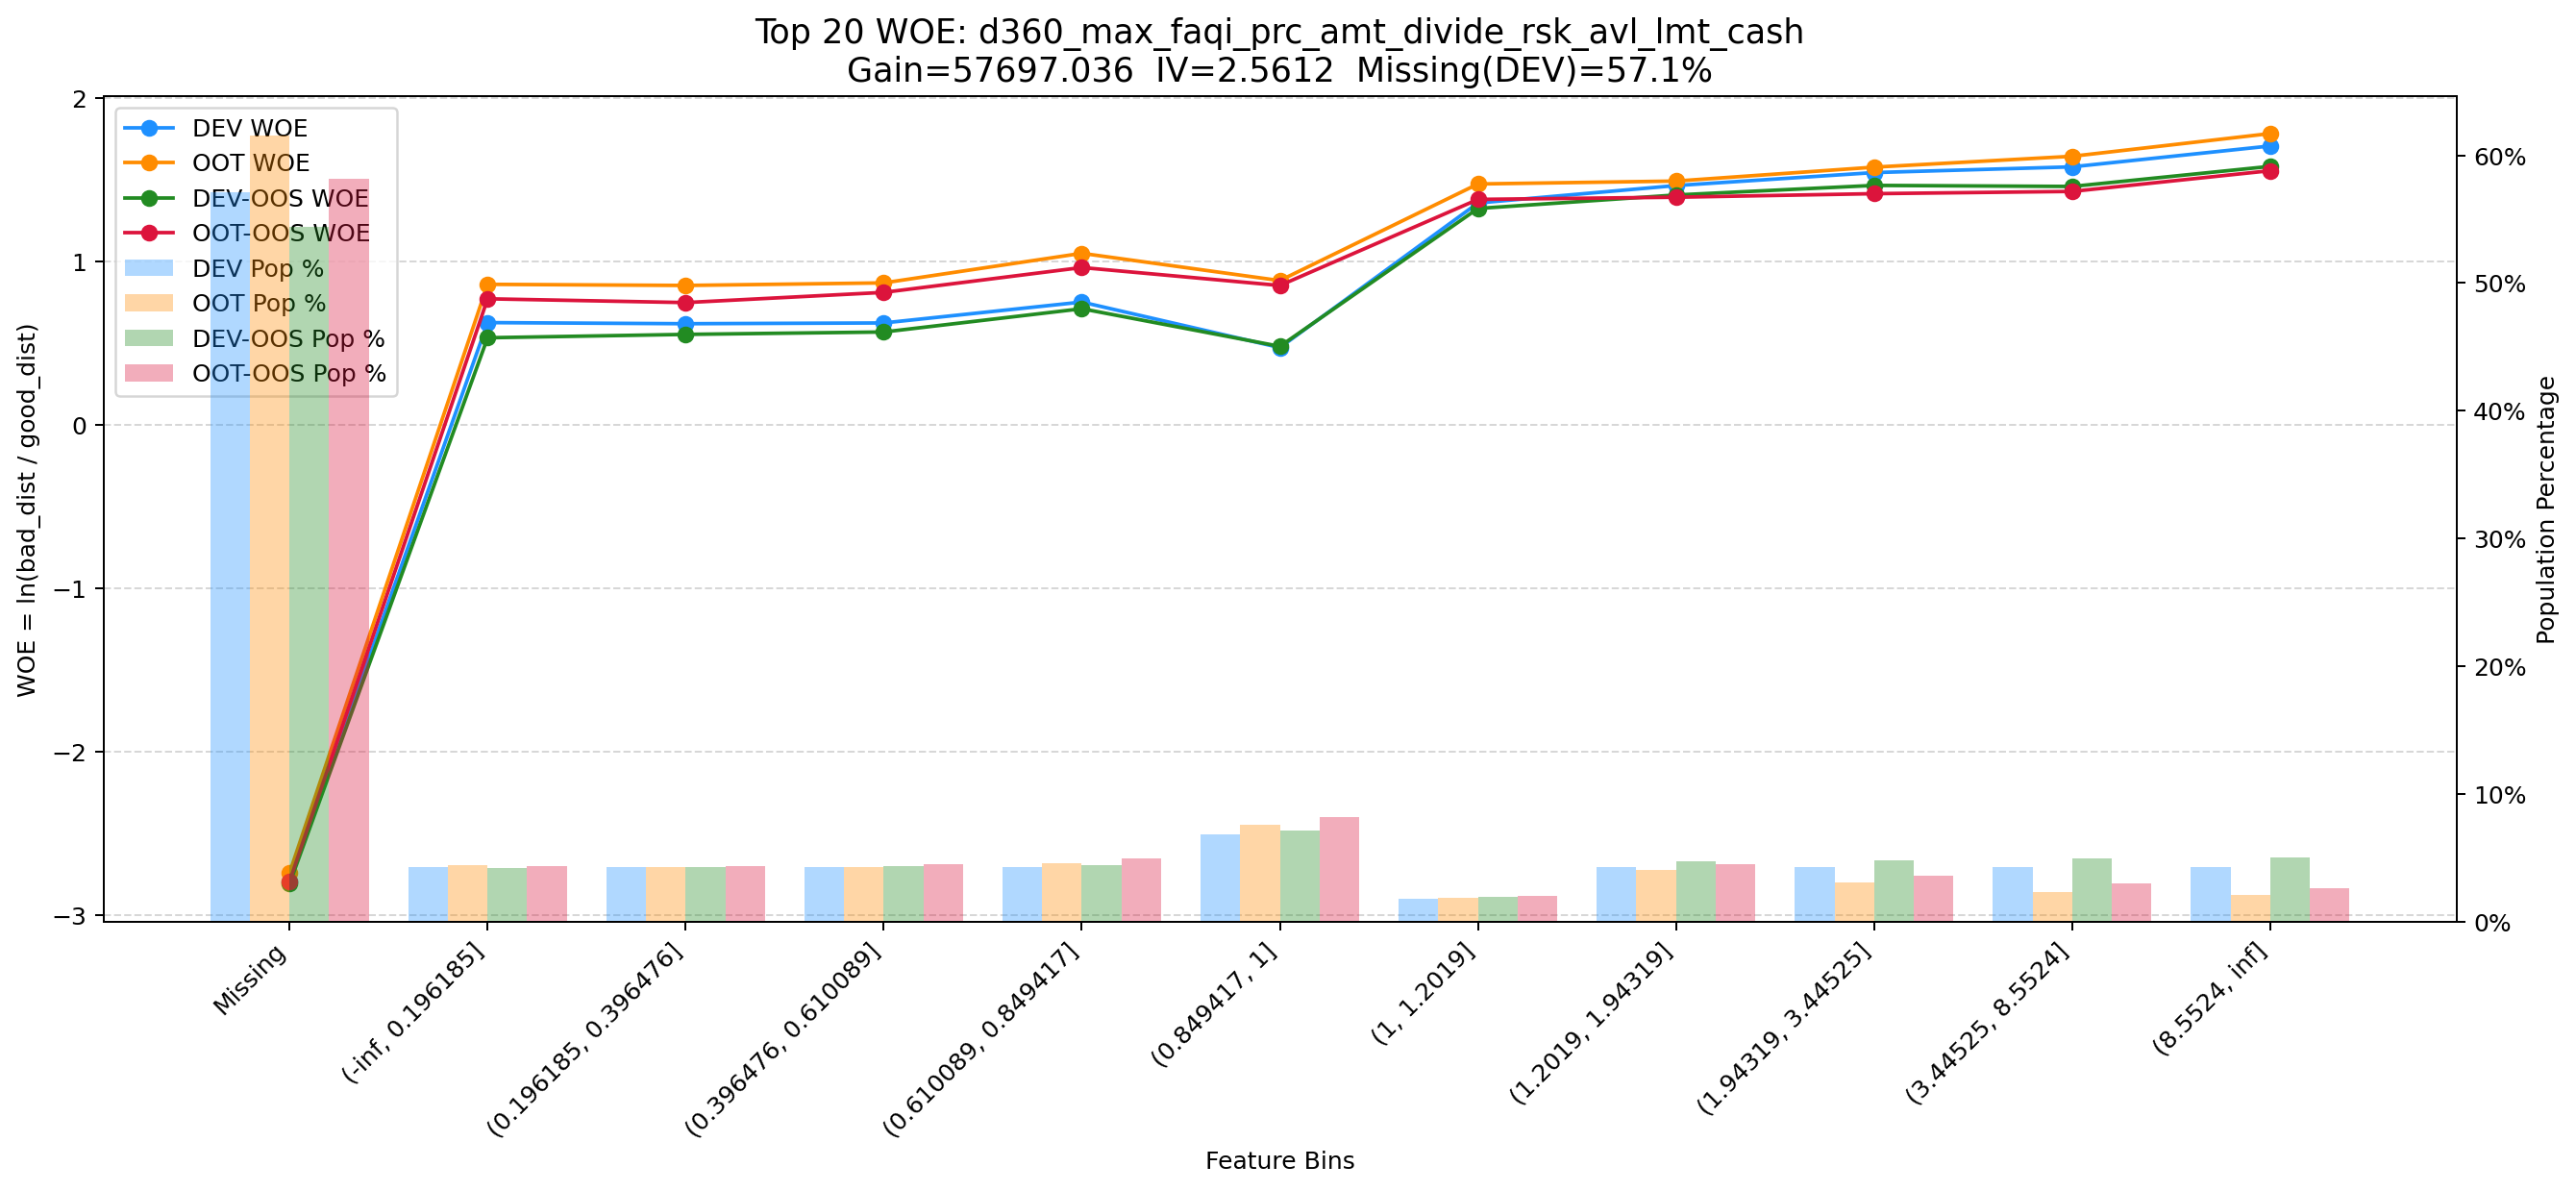 Top 20 WOE: d360_max_faqi_prc_amt_divide_rsk_avl_lmt_cash
Gain=57697.036  IV=2.5612  Missing(DEV)=57.1%
DEV WOE
OOT WOE
DEV-OOS WOE
OOT-OOS WOE
DEV Pop %
OOT Pop %
DEV-OOS Pop %
OOT-OOS Pop %
WOE = ln(bad_dist / good_dist)
2
1
0
−1
−2
−3
Population Percentage
60%
50%
40%
30%
20%
10%
0%
Missing
(-inf, 0.196185]
(0.196185, 0.396476]
(0.396476, 0.610089]
(0.610089, 0.849417]
(0.849417, 1]
(1, 1.2019]
(1.2019, 1.94319]
(1.94319, 3.44525]
(3.44525, 8.5524]
(8.5524, inf]
Feature Bins